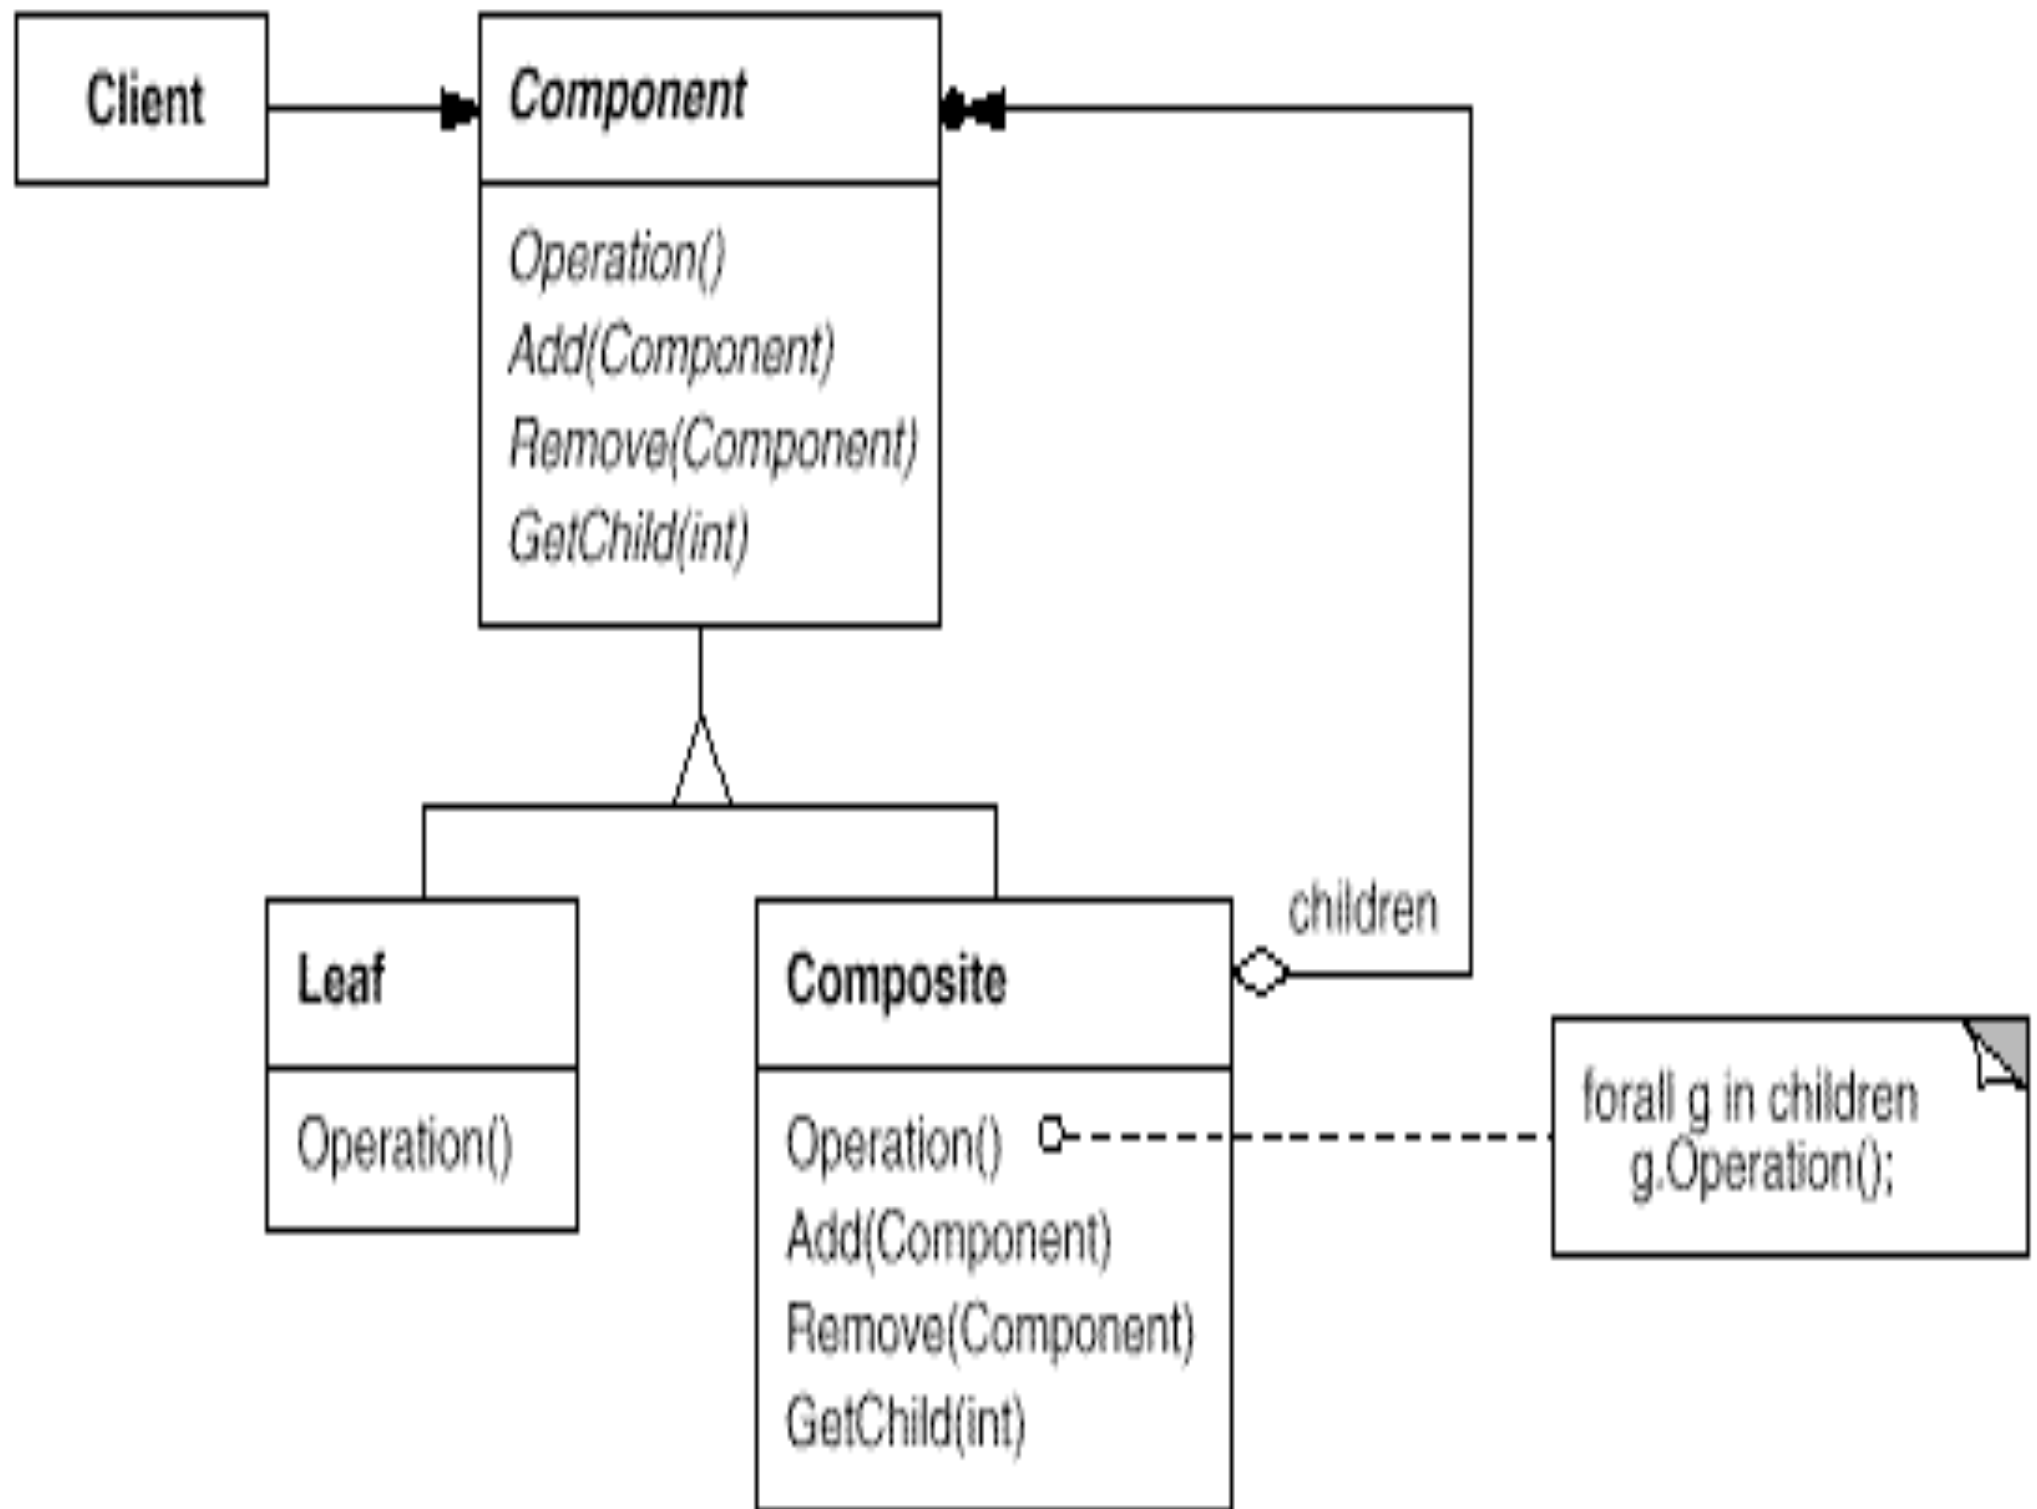 Client
Component
Operation()
Add(Component)
Remove(Component)
GetChild(int)
children
Leaf
Operation()
Composite
Operation()
Add(Component)
Remove(Component)
GetChild(int)
forall g in children
g.Operation();